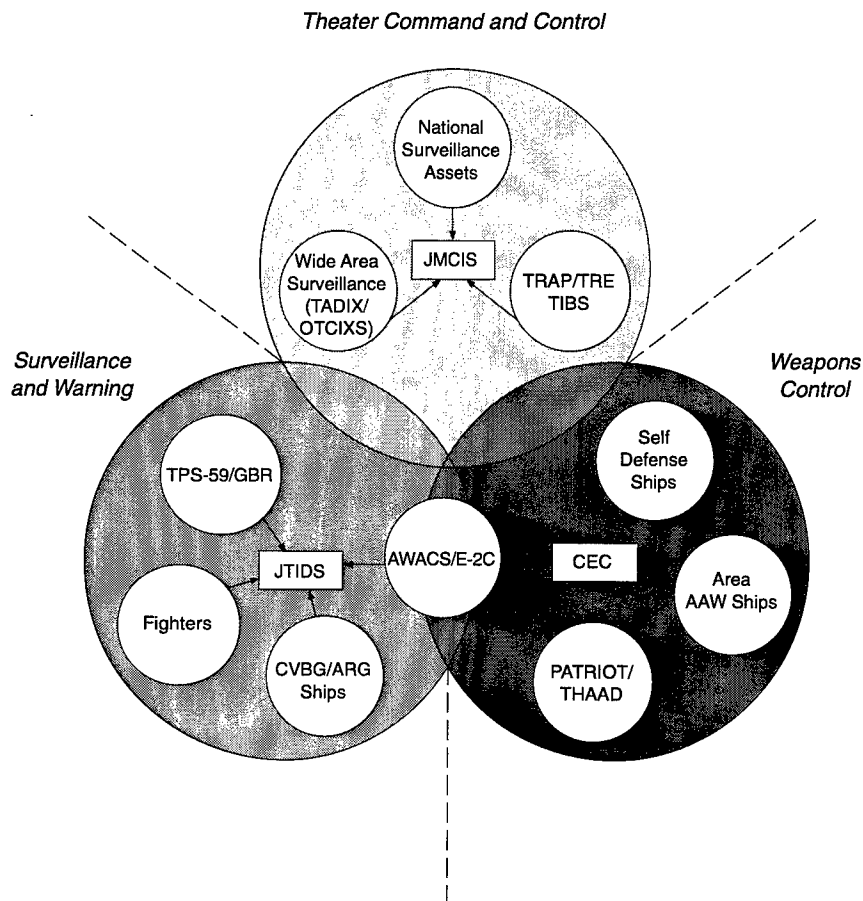 Theater Command and Control
National
Surveillance
Assets
JMCIS
Wide Area
Surveillance
(TADIX/
OTCIXS)
TRAP/TRE
TIBS
Surveillance
and Warning
Weapons
Control
TPS-59/GBR
JTIDS
AWACS/E-2C
Fighters
CVBG/ARG
Ships
Self
Defense
Ships
CEC
Area
AAW Ships
PATRIOT/
THAAD